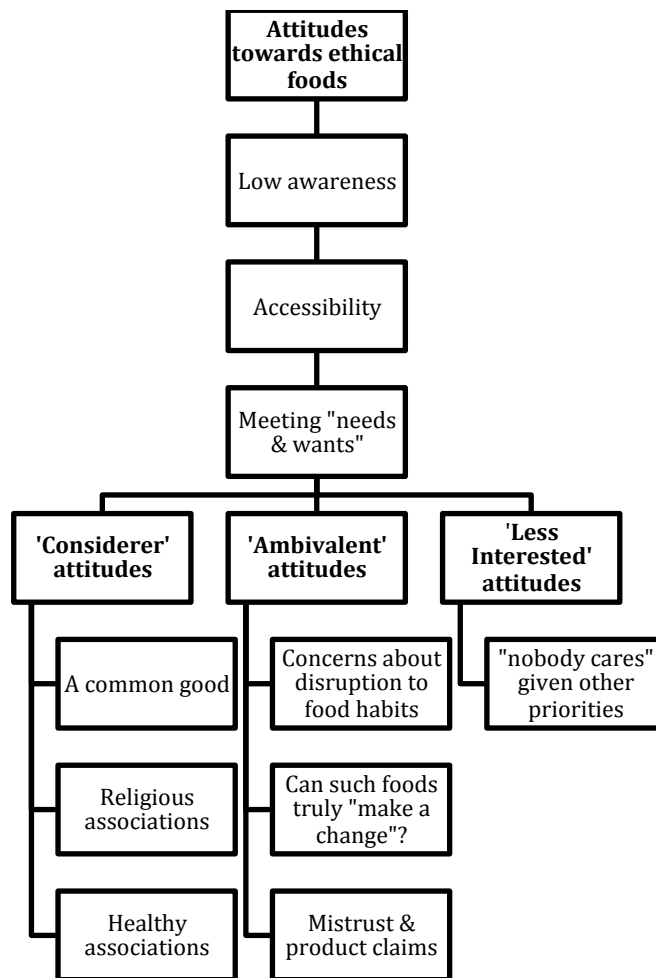 Attitudes
towards ethical
foods
Low awareness
Accessibility
Meeting "needs
& wants"
'Considerer'
attitudes
'Ambivalent'
attitudes
'Less
Interested'
attitudes
A common good
Concerns about
disruption to
food habits
"nobody cares"
given other
priorities
Religious
associations
Can such foods
truly "make a
change"?
Healthy
associations
Mistrust &
product claims